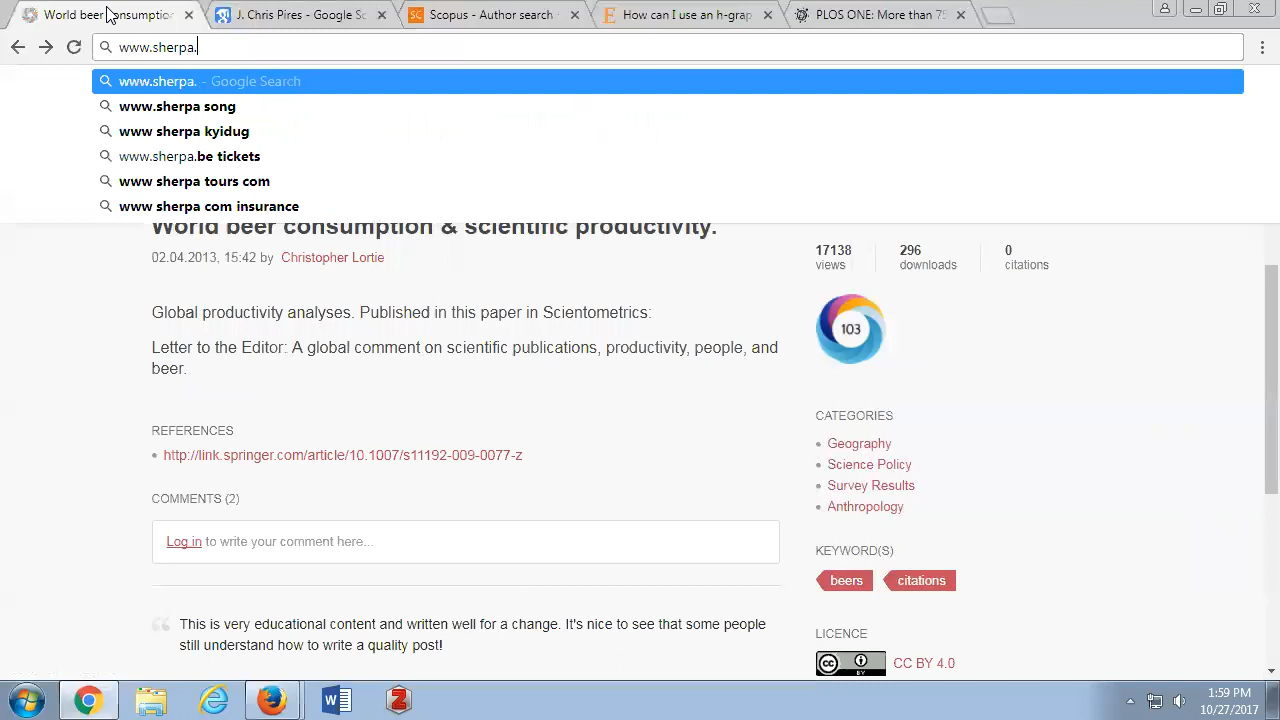 World beer consumption
J. Chris Pires - Google Sc
Scopus - Author search
How can I use an h-grap
PLOS ONE: More than 75
www.sherpa.
www.sherpa. - Google Search
www.sherpa song
www sherpa kyidug
www.sherpa.be tickets
www sherpa tours com
www sherpa com insurance
World beer consumption & scientific productivity.
02.04.2013, 15:42 by Christopher Lortie
17138 296 0
views downloads citations
103
Global productivity analyses. Published in this paper in Scientometrics:
Letter to the Editor: A global comment on scientific publications, productivity, people, and
beer.
REFERENCES
http://link.springer.com/article/10.1007/s11192-009-0077-z
COMMENTS (2)
Log in to write your comment here...
This is very educational content and written well for a change. It's nice to see that some people
still understand how to write a quality post!
CATEGORIES
Geography
Science Policy
Survey Results
Anthropology
KEYWORD(S)
beers citations
LICENCE
CC BY CC BY 4.0
1:59 PM
10/27/2017